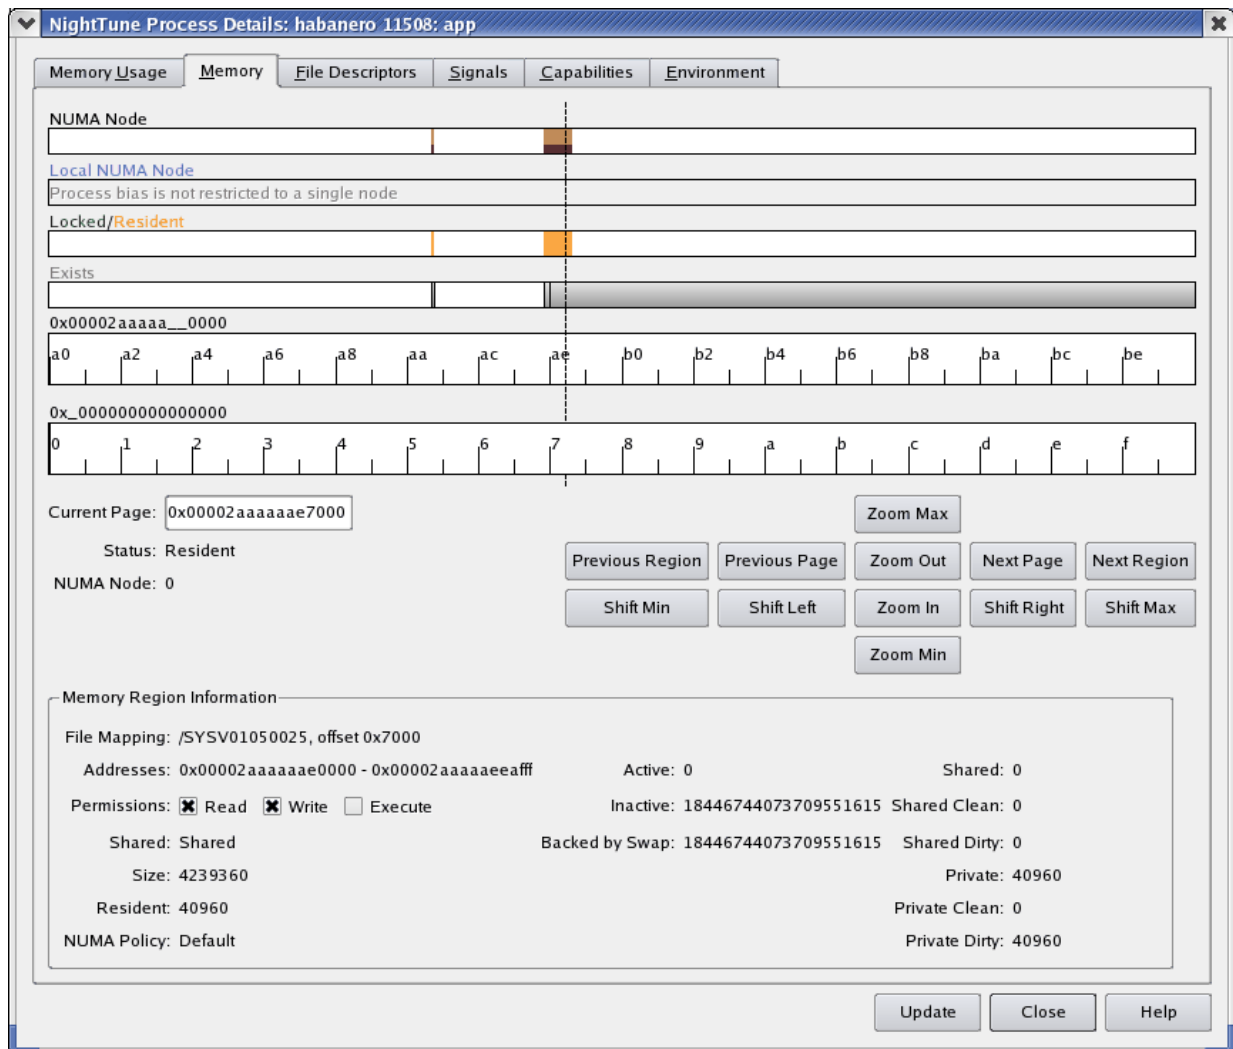 NightTune Process Details: habanero 11508: app
Memory Usage Memory File Descriptors Signals Capabilities Environment
NUMA Node
Local NUMA Node
Process bias is not restricted to a single node
Locked/Resident
Exists
0x00002aaaaa__0000
a0 a2 a4 a6 a8 aa ac ae b0 b2 b4 b6 b8 ba bc be
0x_000000000000000
0 1 2 3 4 5 6 7 8 9 a b c d e f
Current Page: 0x00002aaaaaae7000 Zoom Max
Status: Resident Previous Region Previous Page Zoom Out Next Page Next Region
NUMA Node: 0
Shift Min Shift Left Zoom In Shift Right Shift Max
Zoom Min
Memory Region Information
File Mapping: /SYSV01050025, offset 0x7000
Addresses: 0x00002aaaaaae0000 - 0x00002aaaaaeeafff Active: 0 Shared: 0
Permissions: Read Write Execute Inactive: 18446744073709551615 Shared Clean: 0
Shared: Shared Backed by Swap: 18446744073709551615 Shared Dirty: 0
Size: 4239360 Private: 40960
Resident: 40960 Private Clean: 0
NUMA Policy: Default Private Dirty: 40960
Update Close Help